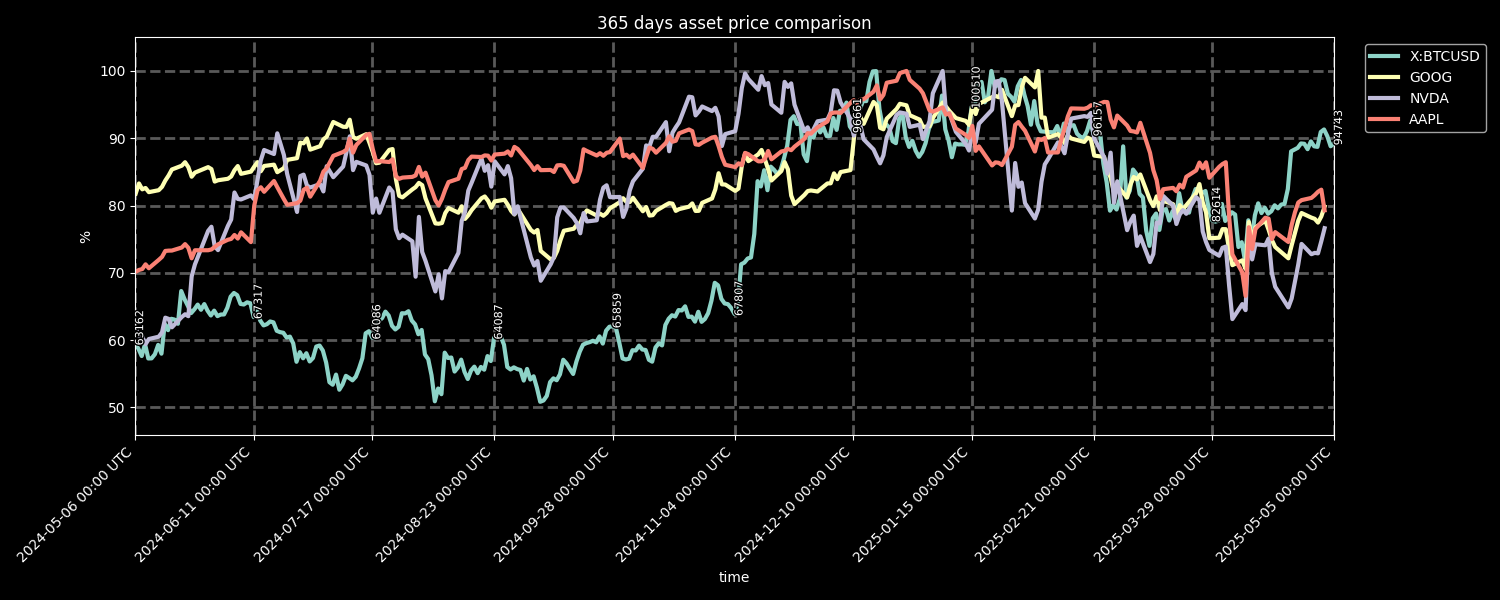 365 days asset price comparison
X:BTCUSD
GOOG
NVDA
AAPL
%
100
90
80
70
60
50
63162
67317
64086
64087
65859
67807
96661
100510
96157
82614
94743
2024-05-06 00:00 UTC
2024-06-11 00:00 UTC
2024-07-17 00:00 UTC
2024-08-23 00:00 UTC
2024-09-28 00:00 UTC
2024-11-04 00:00 UTC
2024-12-10 00:00 UTC
2025-01-15 00:00 UTC
2025-02-21 00:00 UTC
2025-03-29 00:00 UTC
2025-05-05 00:00 UTC
time